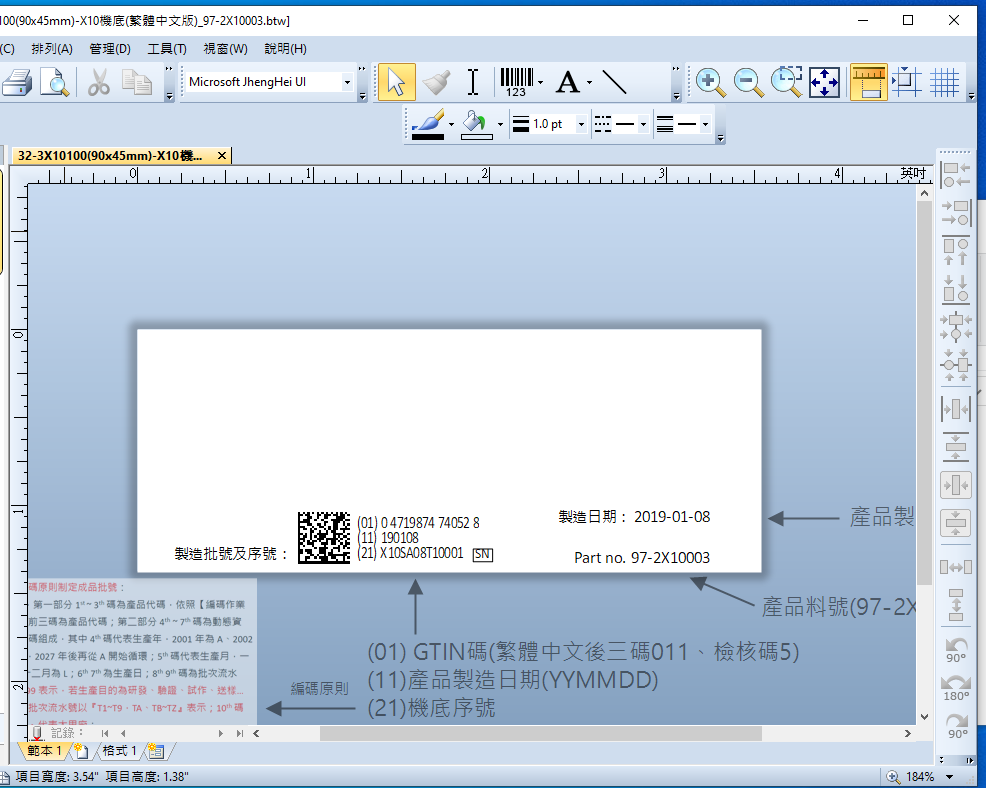 100(90x45mm)-X10機底(繁體中文版)_97-2X10003.btw]
(C) 排列(A) 管理(D) 工具(T) 視窗(W) 說明(H)
Microsoft JhengHei UI
123
A
1.0 pt
32-3X10100(90x45mm)-X10機...
0 1 2 3 4 英吋
0
1
2
(01) 0 4719874 74052 8
(11) 190108
(21) X10SA08T10001 SN
製造批號及序號：
製造日期： 2019-01-08
Part no. 97-2X10003
產品製
產品料號(97-2X
(01) GTIN碼(繁體中文後三碼011、檢核碼5)
(11)產品製造日期(YYMMDD)
(21)機底序號
編碼原則
碼原則制定成品批號：
第一部分 1st ~ 3th 碼為產品代碼，依照【編碼作業
前三碼為產品代碼；第二部分 4th ~ 7th 碼為動態資
碼組成，其中 4th 碼代表生產年，2001 年為 A，2002
，2027 年後再從 A 開始循環；5th 碼代表生產月，一
十二月為 L；6th 7th 為生產日；8th 9th 碼為批次流水
99 表示，若生產目的為研發、驗證、試作、送樣...
批次流水號以『T1~T9、TA、TB~TZ』表示；10th 碼
記錄：
範本 1
格式 1
項目寬度: 3.54" 項目高度: 1.38"
184%
90°
180°
90°